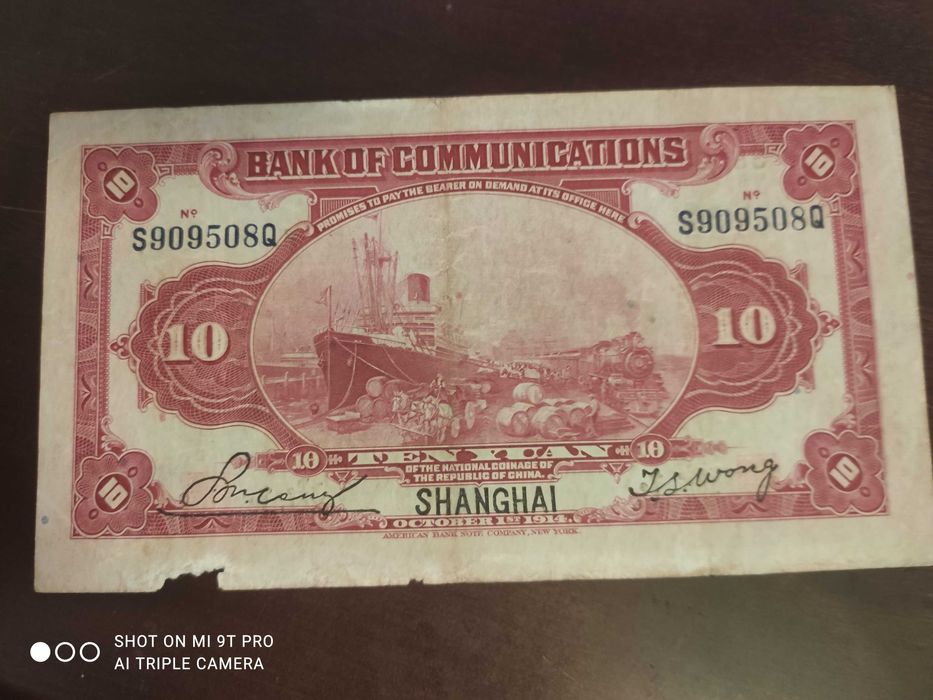 BANK OF COMMUNICATIONS
PROMISES TO PAY THE BEARER ON DEMAND AT ITS OFFICE HERE
10
10
Nº
S909508Q
Nº
S909508Q
10
10
10 TEN YUAN 10
OF THE NATIONAL COINAGE OF
THE REPUBLIC OF CHINA.
10
10
T.S. Wong
SHANGHAI
OCTOBER 1ST 1914.
AMERICAN BANK NOTE COMPANY, NEW YORK.
SHOT ON MI 9T PRO
AI TRIPLE CAMERA